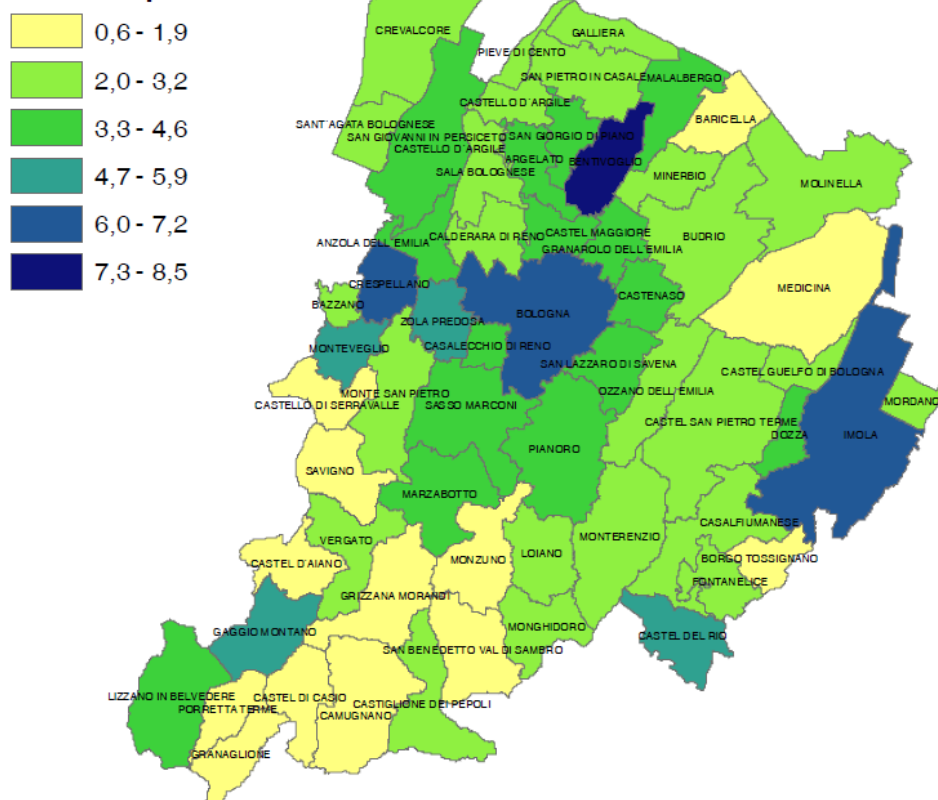 0,6 - 1,9
2,0 - 3,2
3,3 - 4,6
4,7 - 5,9
6,0 - 7,2
7,3 - 8,5
CREVALCORE
GALLIERA
PIEVE DI CENTO
SAN PIETRO IN CASALE
MALALBERGO
CASTELLO D'ARGILE
BARICELLA
SANT'AGATA BOLOGNESE
SAN GIOVANNI IN PERSICETO
SAN GIORGIO DI PIANO
CASTELLO D'ARGILE
ARGELATO
BENTIVOGLIO
SALA BOLOGNESE
MINERBIO
MOLINELLA
ANZOLA DELL'EMILIA
CALDERARA DI RENO
CASTEL MAGGIORE
BUDRIO
GRANAROLO DELL'EMILIA
CRESPELLANO
MEDICINA
CASTENASO
BAZZANO
BOLOGNA
ZOLA PREDOSA
MONTEVEGLIO
CASALECCHIO DI RENO
SAN LAZZARO DI SAVENA
CASTEL GUELFO DI BOLOGNA
MONTE SAN PIETRO
OZZANO DELL'EMILIA
CASTELLO DI SERRAVALLE
SASSO MARCONI
MORDANO
CASTEL SAN PIETRO TERME
DOZZA
IMOLA
PIANORO
SAVIGNO
MARZABOTTO
CASALFIUMANESE
VERGATO
MONTERENZIO
LOIANO
MONZUNO
BORGO TOSSIGNANO
CASTEL D'AIANO
FONTANELICE
GRIZZANA MORANDI
MONGHIDORO
GAGGIO MONTANO
CASTEL DEL RIO
SAN BENEDETTO VAL DI SAMBRO
LIZZANO IN BELVEDERE
CASTEL DI CASIO
CASTIGLIONE DEI PEPOLI
PORRETTA TERME
CAMUGNANO
GRANAGLIONE